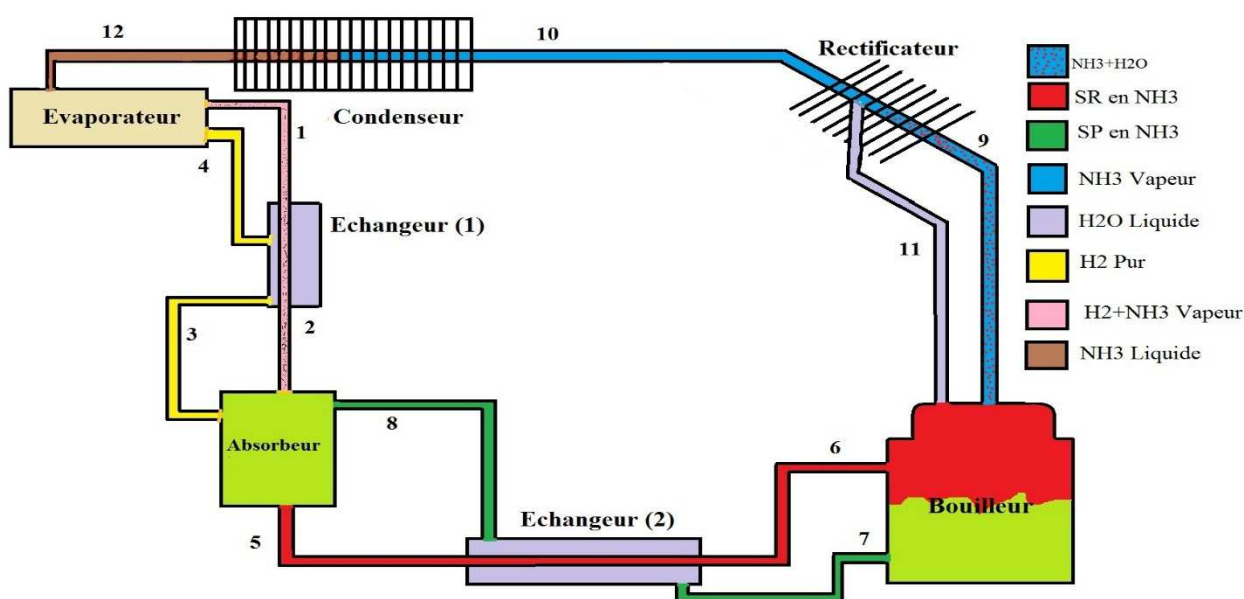 12
10
Rectificateur
Evaporateur
1
Condenseur
9
4
Echangeur (1)
11
3
2
Absorbeur
8
6
Echangeur (2)
Bouilleur
5
7
NH3+H2O
SR en NH3
SP en NH3
NH3 Vapeur
H2O Liquide
H2 Pur
H2+NH3 Vapeur
NH3 Liquide